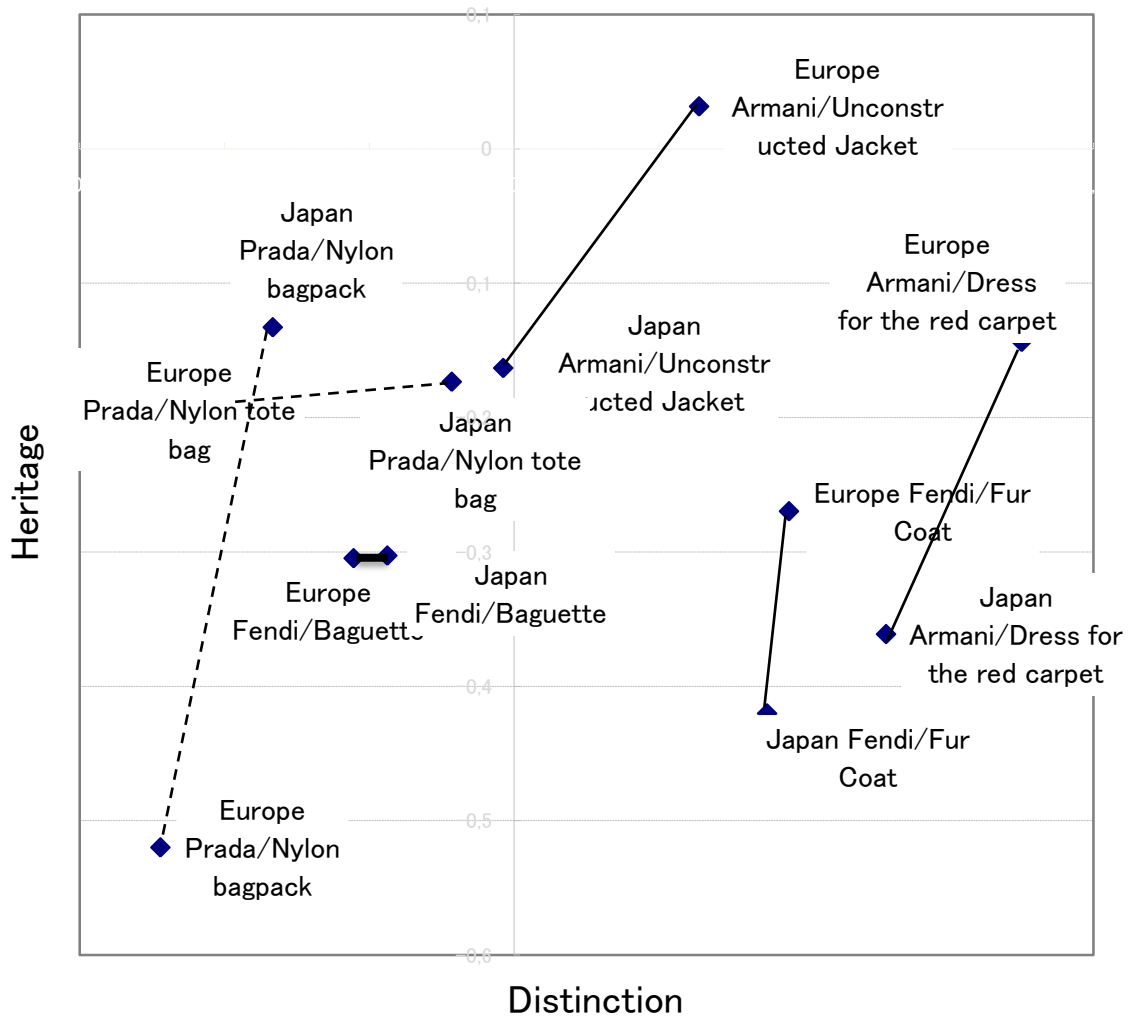 0,1
Europe
Armani/Unconstr
ucted Jacket
0
Japan
Prada/Nylon
bagpack
Europe
Armani/Dress
for the red carpet
-0,1
Japan
Armani/Unconstr
ucted Jacket
Europe
Prada/Nylon tote
bag
-0,2
Japan
Prada/Nylon tote
bag
Heritage
Europe Fendi/Fur
Coat
-0,3
Europe
Fendi/Baguette
Japan
Fendi/Baguette
Japan
Armani/Dress for
the red carpet
-0,4
Japan Fendi/Fur
Coat
-0,5
Europe
Prada/Nylon
bagpack
-0,6
Distinction